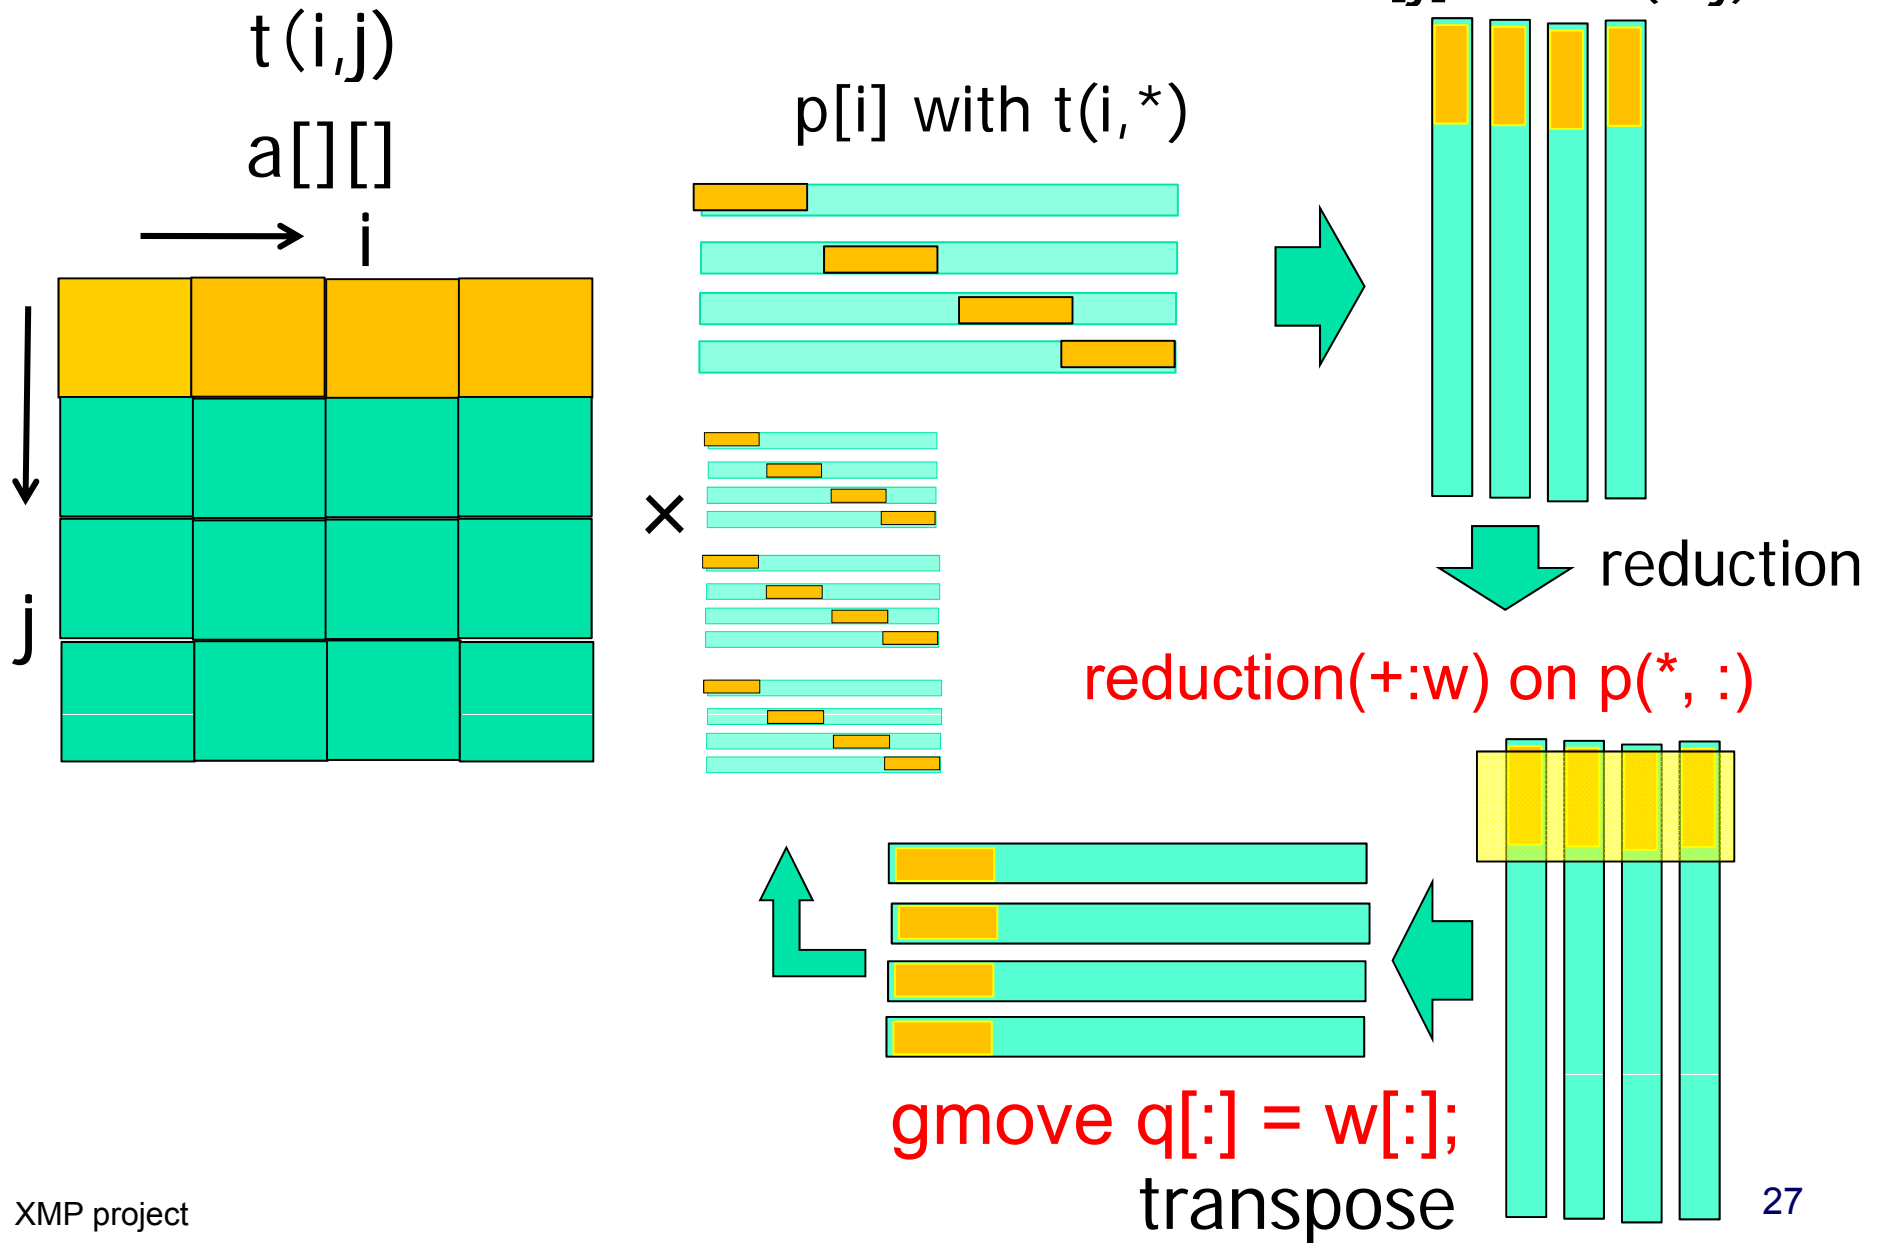 t(i,j)
a[][]
i
j
p[i] with t(i,*)
×
reduction
reduction(+:w) on p(*, :)
gmove q[:] = w[:];
transpose
XMP project
27